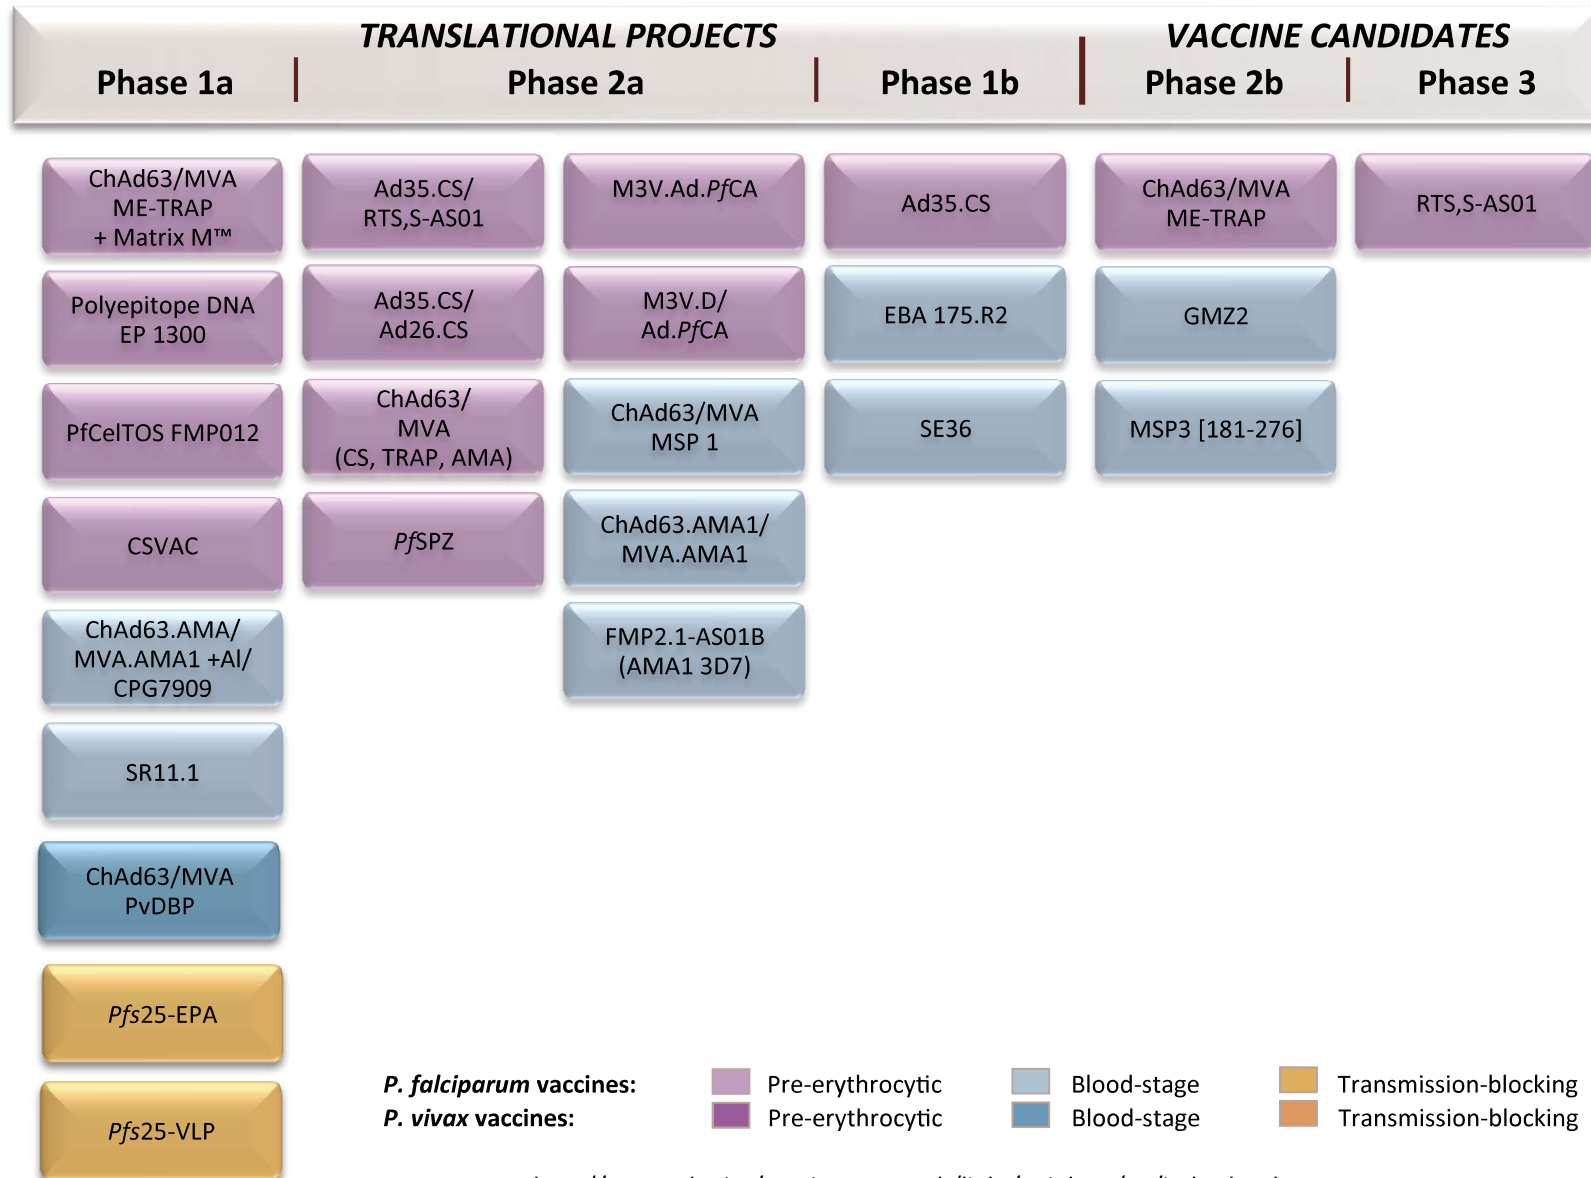 TRANSLATIONAL PROJECTS
VACCINE CANDIDATES
Phase 1a
Phase 2a
Phase 1b
Phase 2b
Phase 3
ChAd63/MVA
ME-TRAP
+ Matrix M™
Polyepitope DNA
EP 1300
PfCelTOS FMP012
CSVAC
ChAd63.AMA/
MVA.AMA1 +Al/
CPG7909
SR11.1
ChAd63/MVA
PvDBP
Pfs25-EPA
Pfs25-VLP
Ad35.CS/
RTS,S-AS01
Ad35.CS/
Ad26.CS
ChAd63/
MVA
(CS, TRAP, AMA)
PfSPZ
M3V.Ad.PfCA
M3V.D/
Ad.PfCA
ChAd63/MVA
MSP 1
ChAd63.AMA1/
MVA.AMA1
FMP2.1-AS01B
(AMA1 3D7)
Ad35.CS
EBA 175.R2
SE36
ChAd63/MVA
ME-TRAP
GMZ2
MSP3 [181-276]
RTS,S-AS01
P. falciparum vaccines: Pre-erythrocytic Blood-stage Transmission-blocking
P. vivax vaccines: Pre-erythrocytic Blood-stage Transmission-blocking